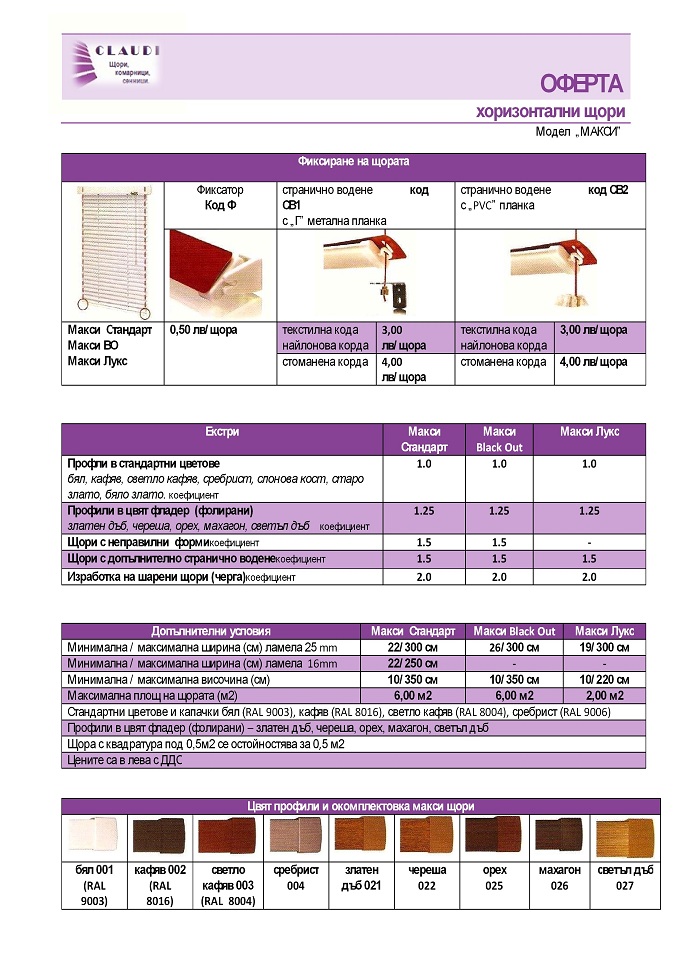 CLAUDI
Щори,
комарници,
сенници.
ОФЕРТА
хоризонтални щори
Модел „МАКСИ”
Фиксиране на щората
Фиксатор
Код Ф
странично водене код
СВ1
с „Г” метална планка
странично водене код СВ2
с „PVC” планка
Макси Стандарт
Макси ВО
Макси Лукс
0,50 лв/щора
текстилна кода
найлонова корда
3,00
лв/щора
текстилна кода
найлонова корда
3,00 лв/щора
стоманена корда
4,00
лв/щора
стоманена корда
4,00 лв/щора
Екстри
Макси
Стандарт
Макси
Black Out
Макси Лукс
Профли в стандартни цветове
бял, кафяв, светло кафяв, сребрист, слонова кост, старо
злато, бяло злато. коефициент
1.0 1.0 1.0
Профили в цвят фладер (фолирани)
златен дъб, череша, орех, махагон, светъл дъб коефициент
1.25 1.25 1.25
Щори с неправилни формикоефициент 1.5 1.5 -
Щори с допълнително странично воденекоефициент 1.5 1.5 1.5
Изработка на шарени щори (черга)коефициент 2.0 2.0 2.0
Допълнителни условия Макси Стандарт Макси Black Out Макси Лукс
Минимална / максимална ширина (см) ламела 25 mm 22/300 см 26/300 см 19/300 см
Минимална / максимална ширина (см) ламела 16mm 22/250 см - -
Минимална / максимална височина (см) 10/350 см 10/350 см 10/220 см
Максимална площ на щората (м2) 6,00 м2 6,00 м2 2,00 м2
Стандартни цветове и капачки бял (RAL 9003), кафяв (RAL 8016), светло кафяв (RAL 8004), сребрист (RAL 9006)
Профили в цвят фладер (фолирани) – златен дъб, череша, орех, махагон, светъл дъб
Щора с квадратура под 0,5м2 се остойностява за 0,5 м2
Цените са в лева с ДДС
Цвят профили и окомплектовка макси щори
бял 001
(RAL
9003)
кафяв 002
(RAL
8016)
светло
кафяв 003
(RAL 8004)
сребрист
004
златен
дъб 021
череша
022
орех
025
махагон
026
светъл дъб
027